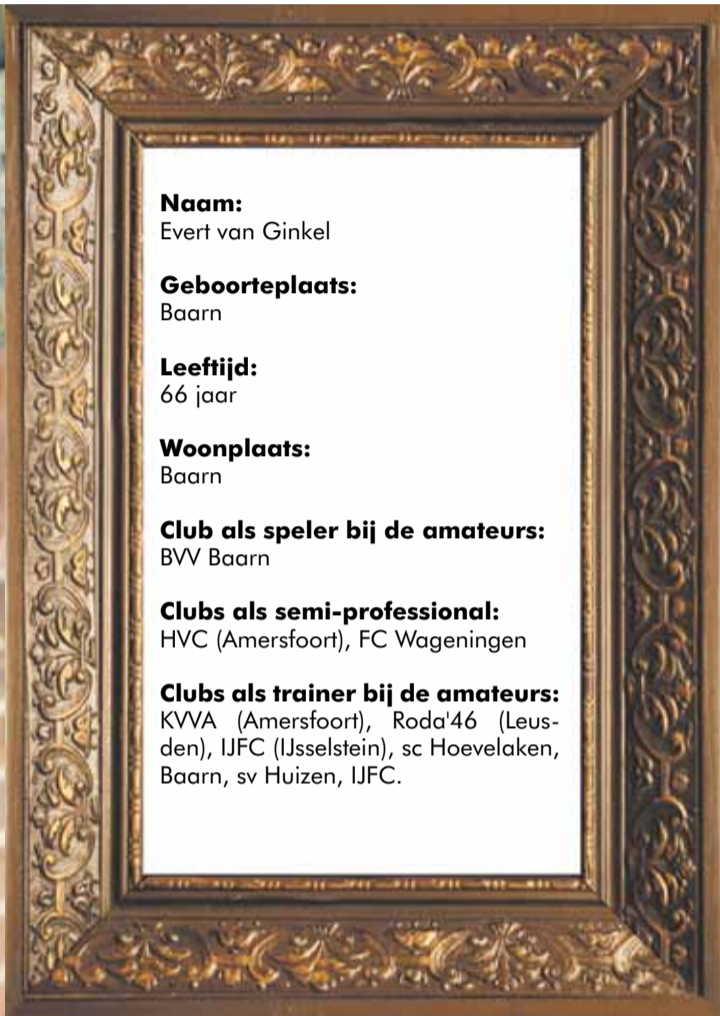 Naam:
Evert van Ginkel
Geboorteplaats:
Baarn
Leeftijd:
66 jaar
Woonplaats:
Baarn
Club als speler bij de amateurs:
BVV Baarn
Clubs als semi-professional:
HVC (Amersfoort), FC Wageningen
Clubs als trainer bij de amateurs:
KVVA (Amersfoort), Roda'46 (Leus-
den), IJFC (IJsselstein), sc Hoevelaken,
Baarn, sv Huizen, IJFC.